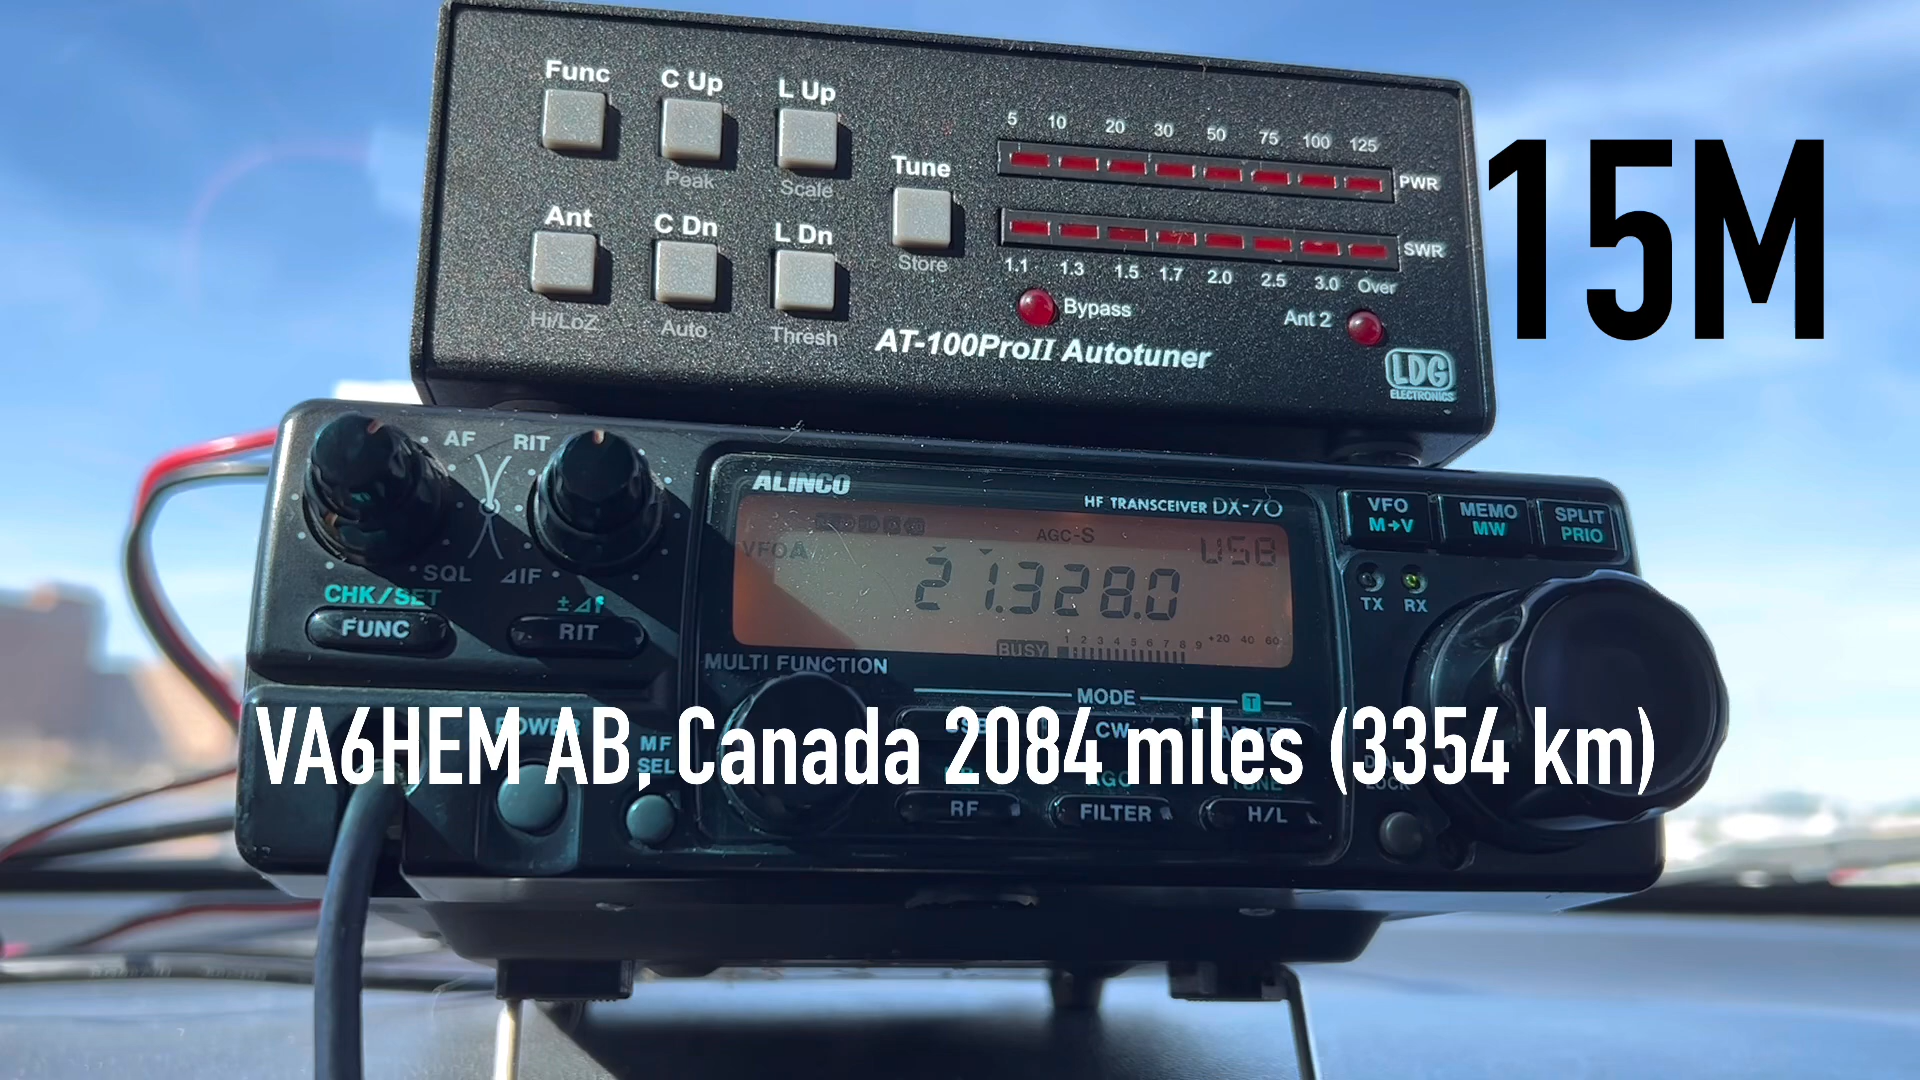 Func C Up L Up
Peak Scale
Tune
Ant C Dn L Dn
Store
Hi/LoZ Auto Thresh
5 10 20 30 50 75 100 125
PWR
SWR
1.1 1.3 1.5 1.7 2.0 2.5 3.0 Over
Bypass Ant 2
AT-100ProII Autotuner
LDG
ELECTRONICS
15M
AF RIT
SQL ⊿IF
CHK/SET
FUNC
RIT
ALINCO
HF TRANSCEIVER DX-70
VFOA AGC-S USB
21.328.0
BUSY 1 2 3 4 5 6 7 8 9 +20 40 60
VFO MEMO SPLIT
M→V MW PRIO
TX RX
MULTI FUNCTION
MODE T
POWER
CW
MF
SEL
VA6HEM AB, Canada 2084 miles (3354 km)
RF FILTER H/L
LOCK